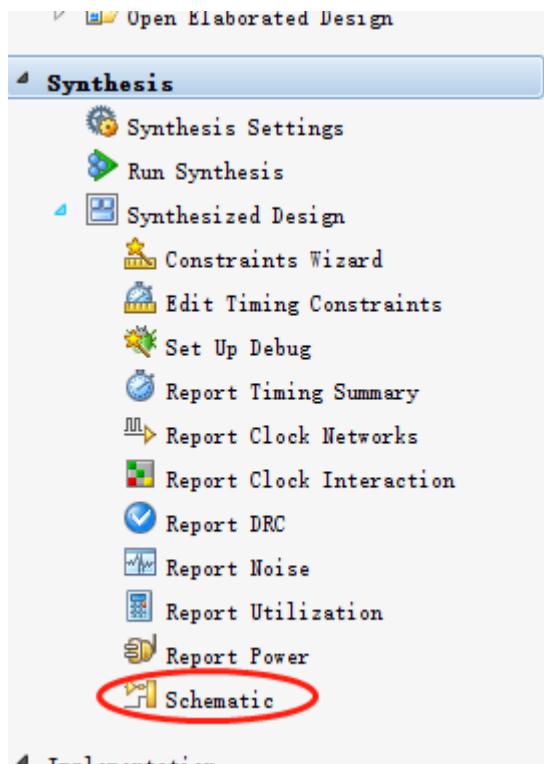 Open Elaborated Design
Synthesis
Synthesis Settings
Run Synthesis
Synthesized Design
Constraints Wizard
Edit Timing Constraints
Set Up Debug
Report Timing Summary
Report Clock Networks
Report Clock Interaction
Report DRC
Report Noise
Report Utilization
Report Power
Schematic
Implementation